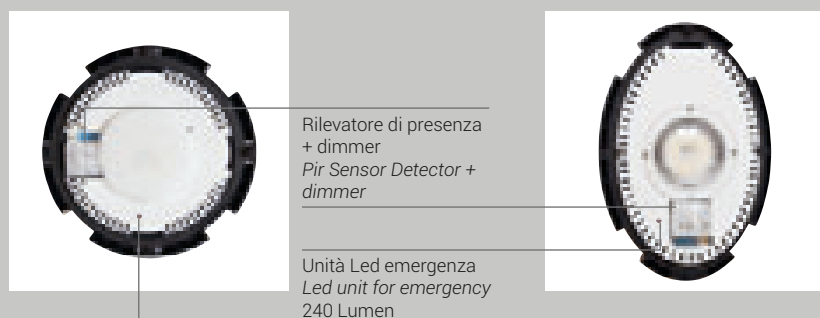 Rilevatore di presenza
+ dimmer
Pir Sensor Detector +
dimmer
Unità Led emergenza
Led unit for emergency
240 Lumen